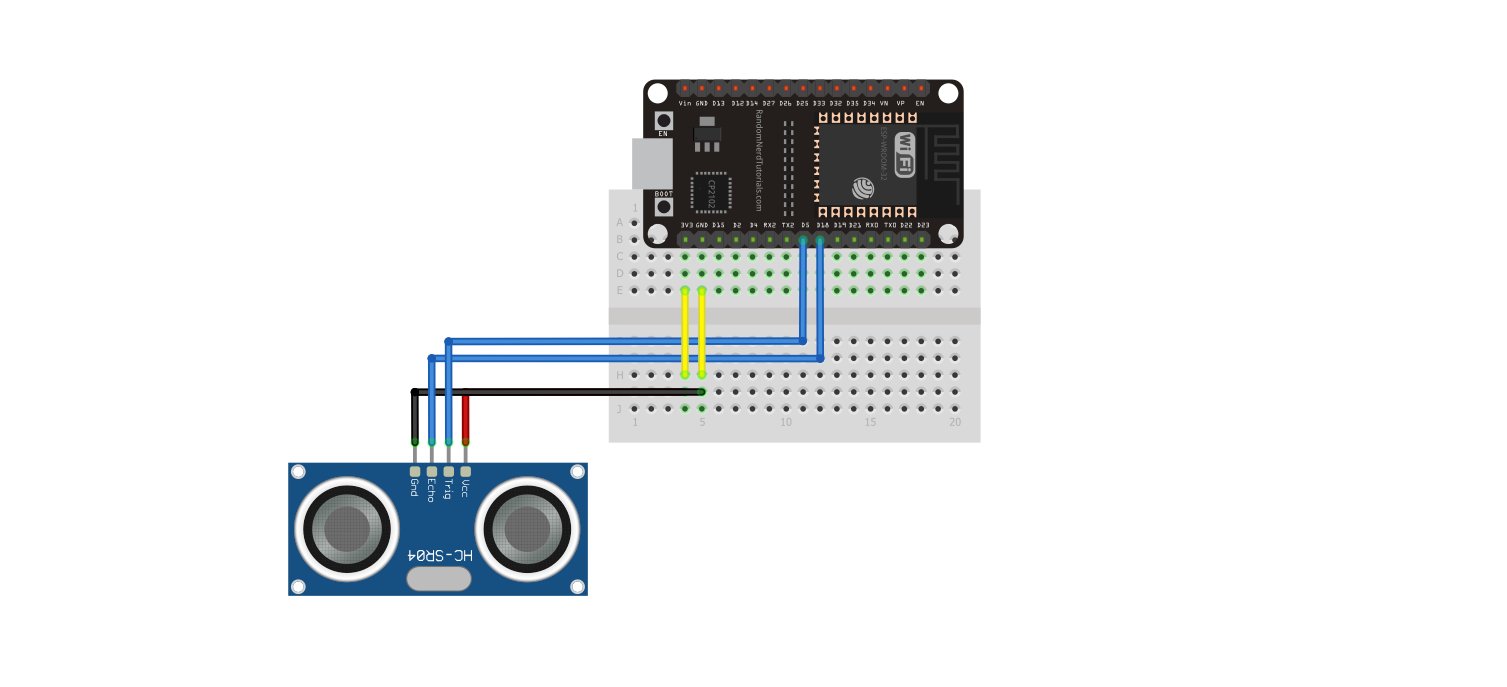 Vin GND D13 D12 D14 D27 D26 D25 D33 D32 D35 D34 VN VP EN
EN
RandomNerdTutorials.com
ESP-WROOM-32
WiFi
CP2102
BOOT
3V3 GND D15 D2 D4 RX2 TX2 D5 D18 D19 D21 RX0 TX0 D22 D23
1
A
B
C
D
E
H
J
1 5 10 15 20
Gnd
Echo
Trig
Vcc
HC-SR04